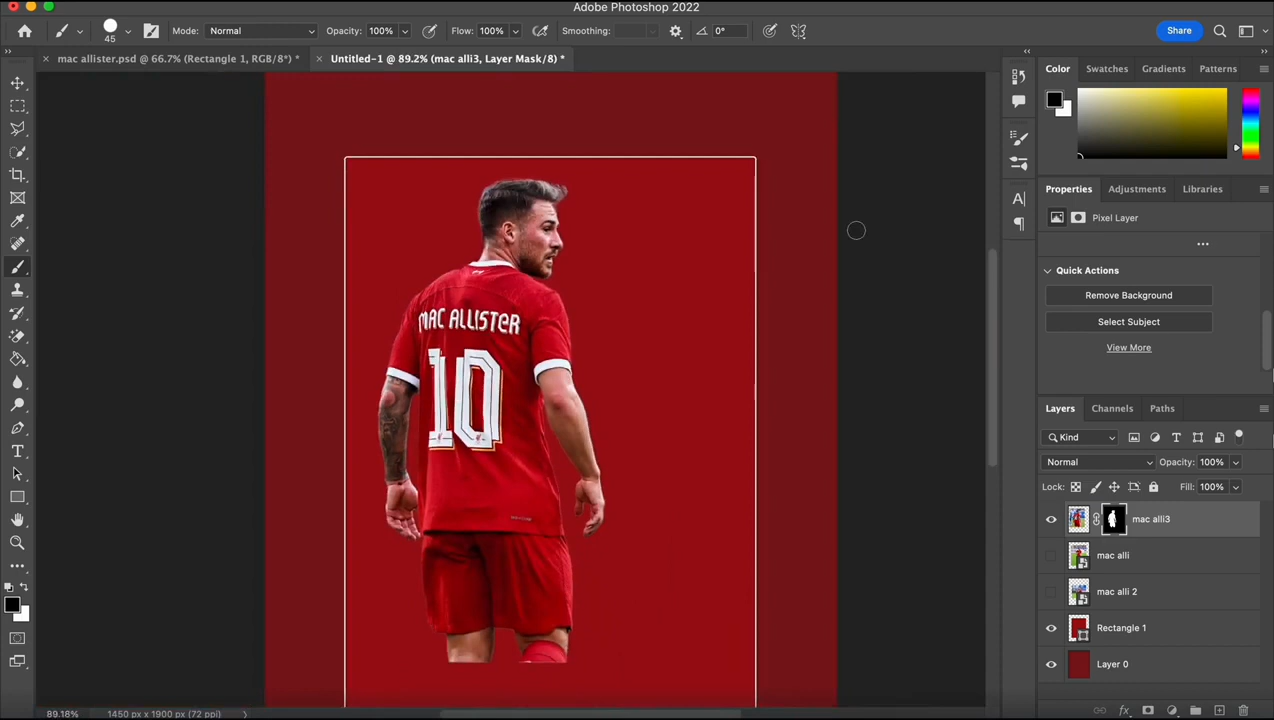 Adobe Photoshop 2022
45
Mode: Normal
Opacity: 100%
Flow: 100%
Smoothing:
0°
Share
mac allister.psd @ 66.7% (Rectangle 1, RGB/8*) *
Untitled-1 @ 89.2% (mac alli3, Layer Mask/8) *
Color
Swatches
Gradients
Patterns
Properties
Adjustments
Libraries
Pixel Layer
Quick Actions
Remove Background
Select Subject
View More
Layers
Channels
Paths
Kind
Normal
Opacity: 100%
Lock:
Fill: 100%
mac alli3
mac alli
mac alli 2
Rectangle 1
Layer 0
fx
MAC ALLISTER
10
89.18%
1450 px x 1900 px (72 ppi)